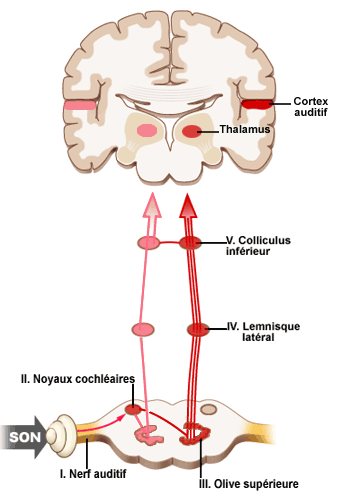 Cortex
auditif
Thalamus
V. Colliculus
inférieur
IV. Lemnisque
latéral
II. Noyaux cochléaires
SON
I. Nerf auditif
III. Olive supérieure